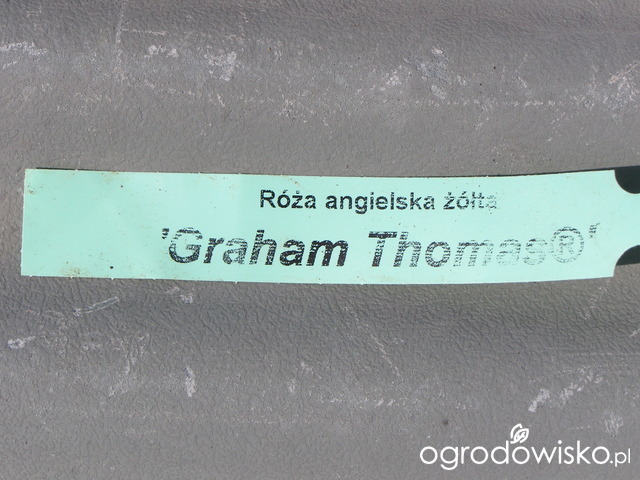 Róża angielska żółta
'Graham Thomas®'
ogrodowisko.pl